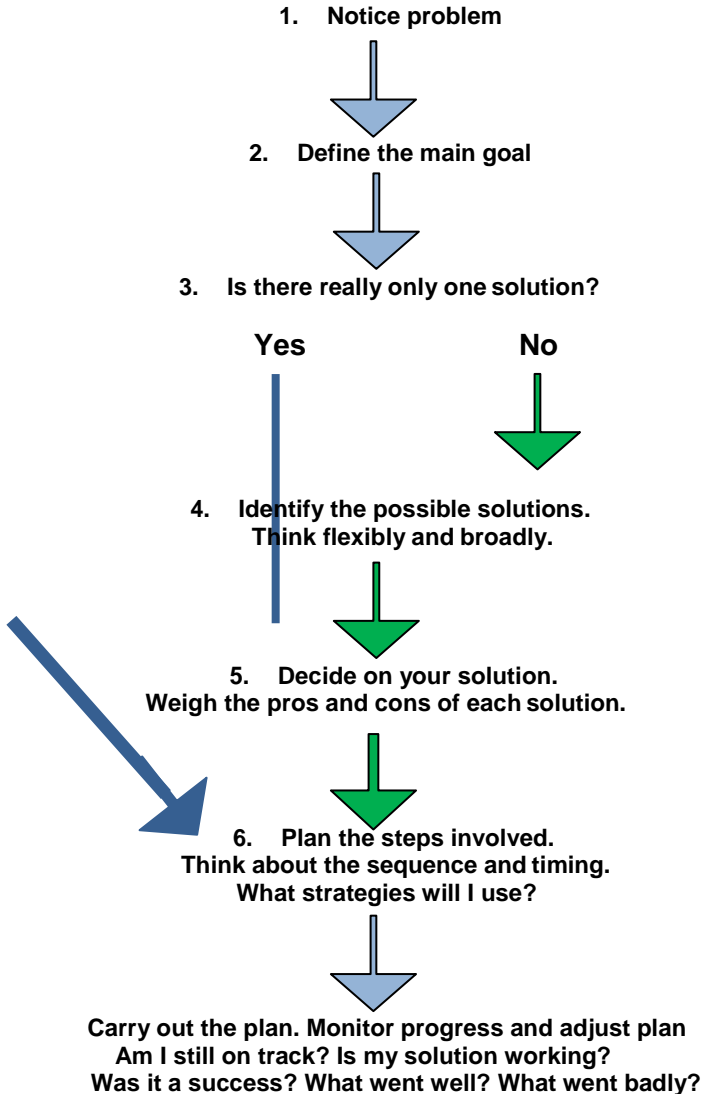 1. Notice problem
2. Define the main goal
3. Is there really only one solution?
Yes No
4. Identify the possible solutions.
Think flexibly and broadly.
5. Decide on your solution.
Weigh the pros and cons of each solution.
6. Plan the steps involved.
Think about the sequence and timing.
What strategies will I use?
Carry out the plan. Monitor progress and adjust plan
Am I still on track? Is my solution working?
Was it a success? What went well? What went badly?